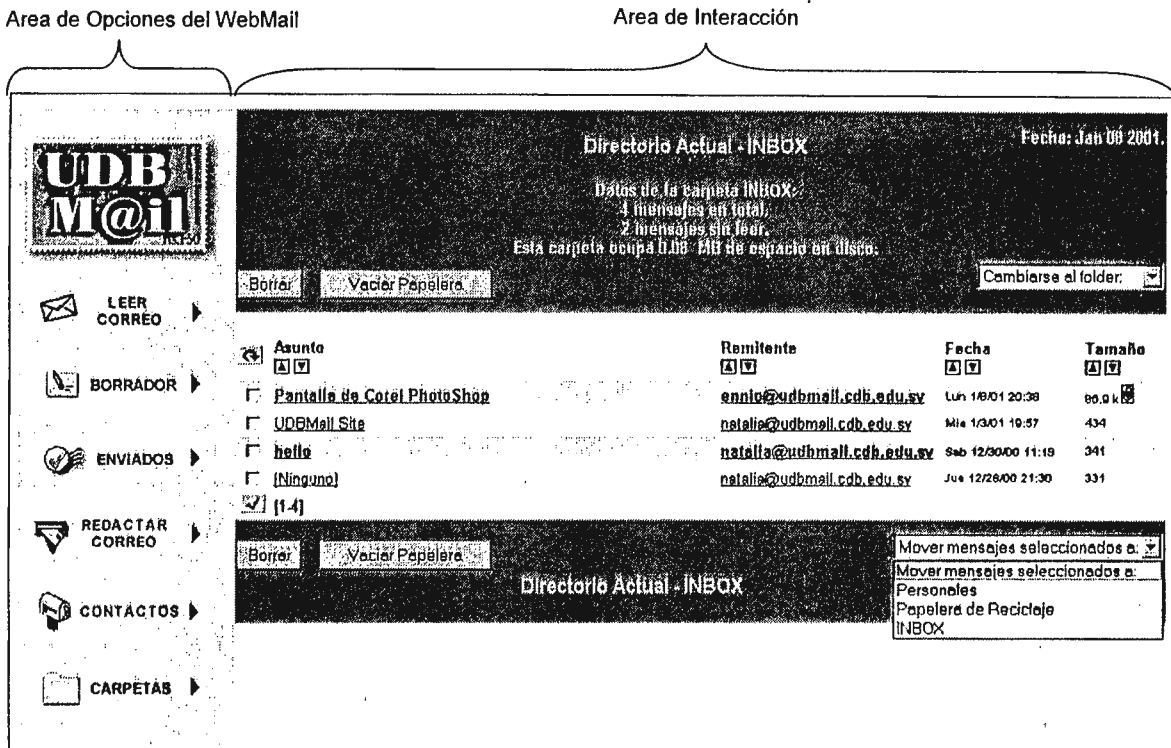 Area de Opciones del WebMail
Area de Interacción
UDB
M@il
Directorio Actual - INBOX
Fecha: Jan 2001.
Datos de la carpeta INBOX:
4 mensajes en total.
2 mensajes sin leer.
Esta carpeta ocupa 0.08 MB de espacio en disco.
Borrar
Vaciar Papelera
Cambiarse al folder:
LEER
CORREO
BORRADOR
ENVIADOS
REDACTAR
CORREO
CONTACTOS
CARPETAS
Asunto Remitente Fecha Tamaño
Pantalla de Corel PhotoShop ennio@udbmail.cdb.edu.sv Lun 1/8/01 20:38
UDBMail Site natalia@udbmail.cdb.edu.sv Mie 1/3/01 19:57 434
hello natalia@udbmail.cdb.edu.sv Sab 12/30/00 11:19 341
[Ninguno] natalia@udbmail.cdb.edu.sv Jue 12/28/00 21:30 331
[1-4]
Borrar
Vaciar Papelera
Directorio Actual - INBOX
Mover mensajes seleccionados a:
Mover mensajes seleccionados a:
Personales
Papelera de Reciclaje
INBOX